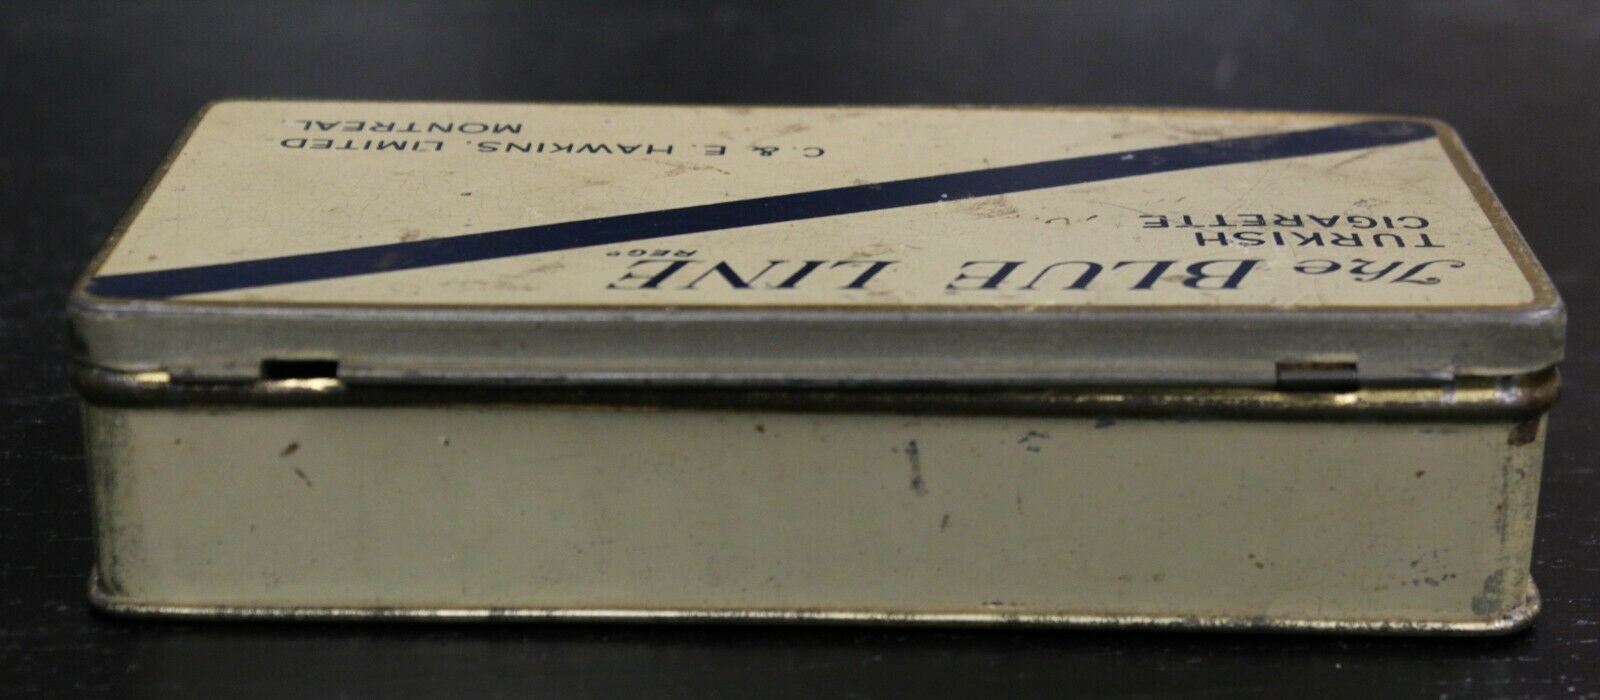 The BLUE LINE
REGD
TURKISH
CIGARETTE
C. & E. HAWKINS, LIMITED.
MONTREAL